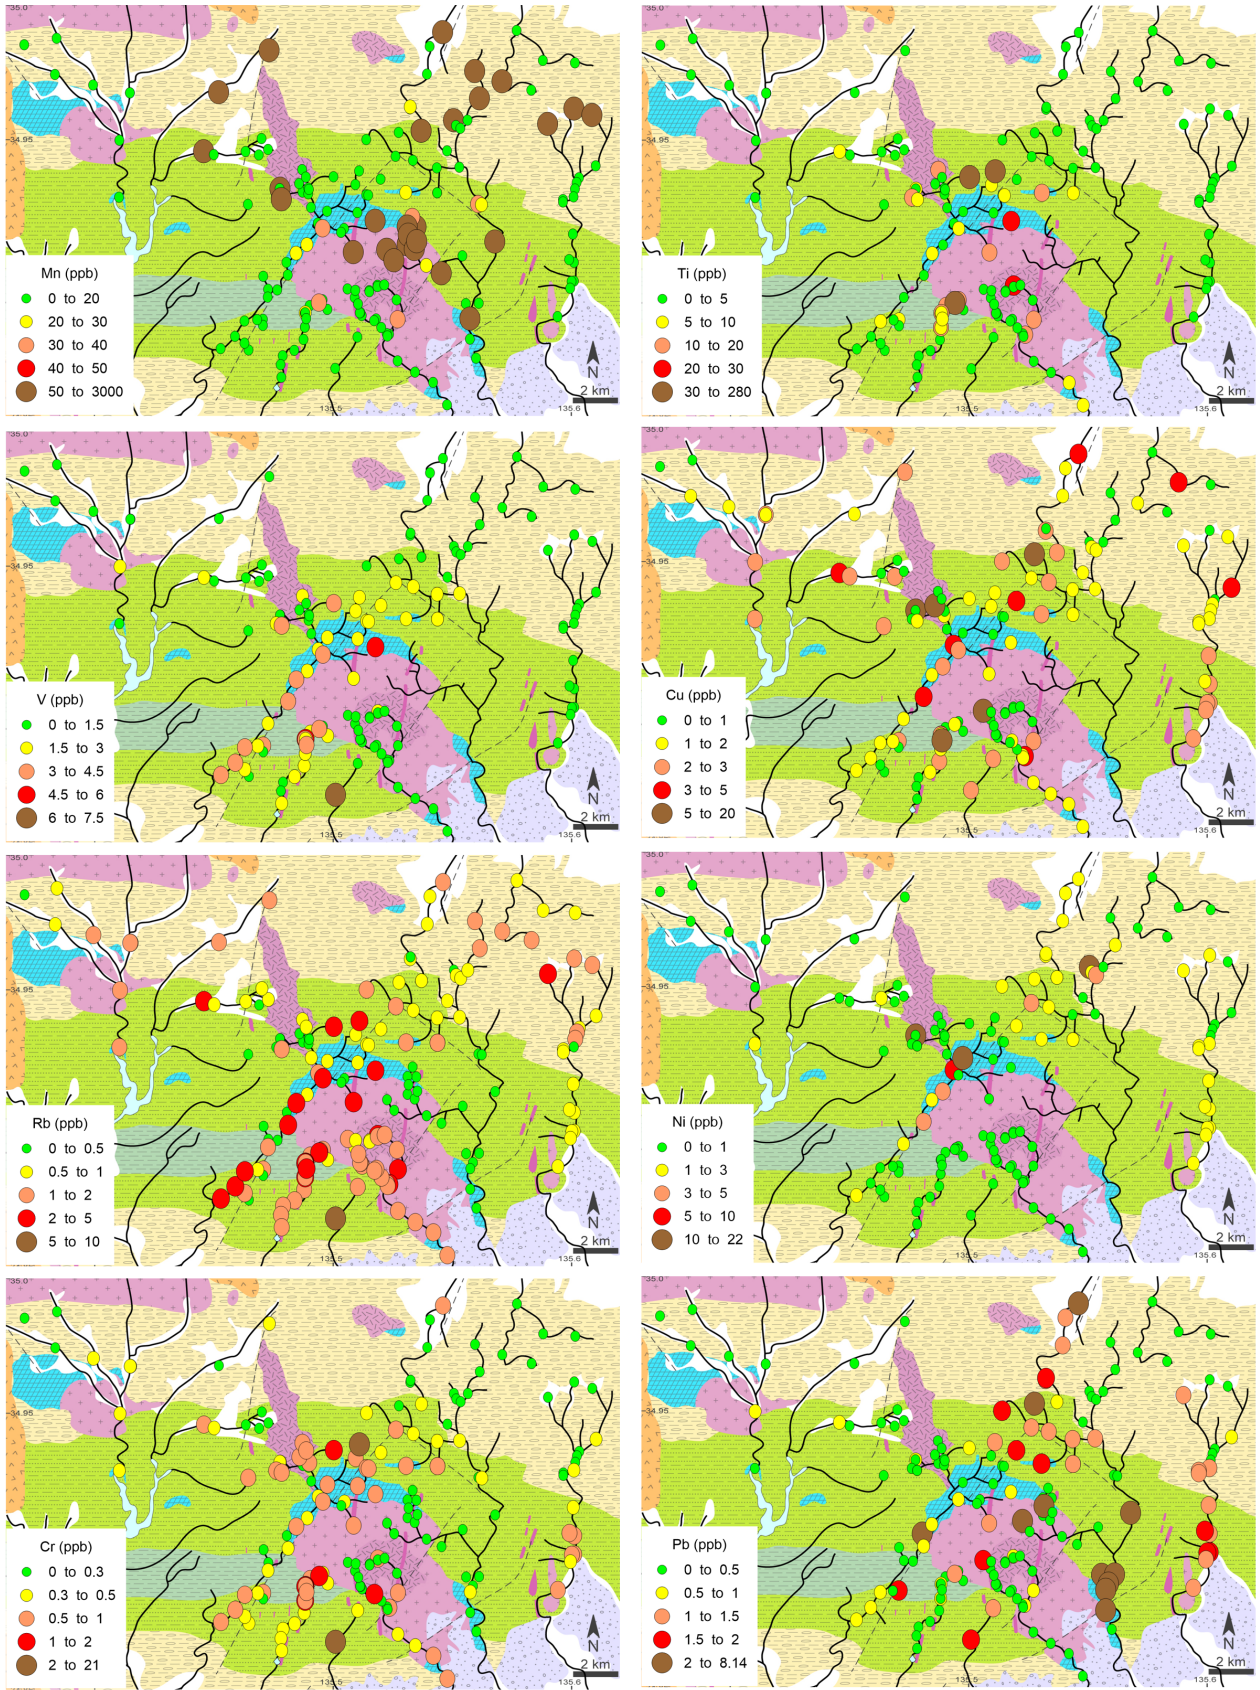 34.95
Mn (ppb)
0 to 20
20 to 30
30 to 40
40 to 50
50 to 3000
135.5
N
2 km
135.6
34.95
Ti (ppb)
0 to 5
5 to 10
10 to 20
20 to 30
30 to 280
135.5
N
2 km
135.6
35.0
34.95
V (ppb)
0 to 1.5
1.5 to 3
3 to 4.5
4.5 to 6
6 to 7.5
135.5
N
2 km
135.6
35.0
34.95
Cu (ppb)
0 to 1
1 to 2
2 to 3
3 to 5
5 to 20
135.5
N
2 km
135.6
35.0
34.95
Rb (ppb)
0 to 0.5
0.5 to 1
1 to 2
2 to 5
5 to 10
135.5
N
2 km
135.6
35.0
34.95
Ni (ppb)
0 to 1
1 to 3
3 to 5
5 to 10
10 to 22
135.5
N
2 km
135.6
35.0
34.95
Cr (ppb)
0 to 0.3
0.3 to 0.5
0.5 to 1
1 to 2
2 to 21
135.5
N
2 km
135.6
35.0
34.95
Pb (ppb)
0 to 0.5
0.5 to 1
1 to 1.5
1.5 to 2
2 to 8.14
135.5
N
2 km
135.6